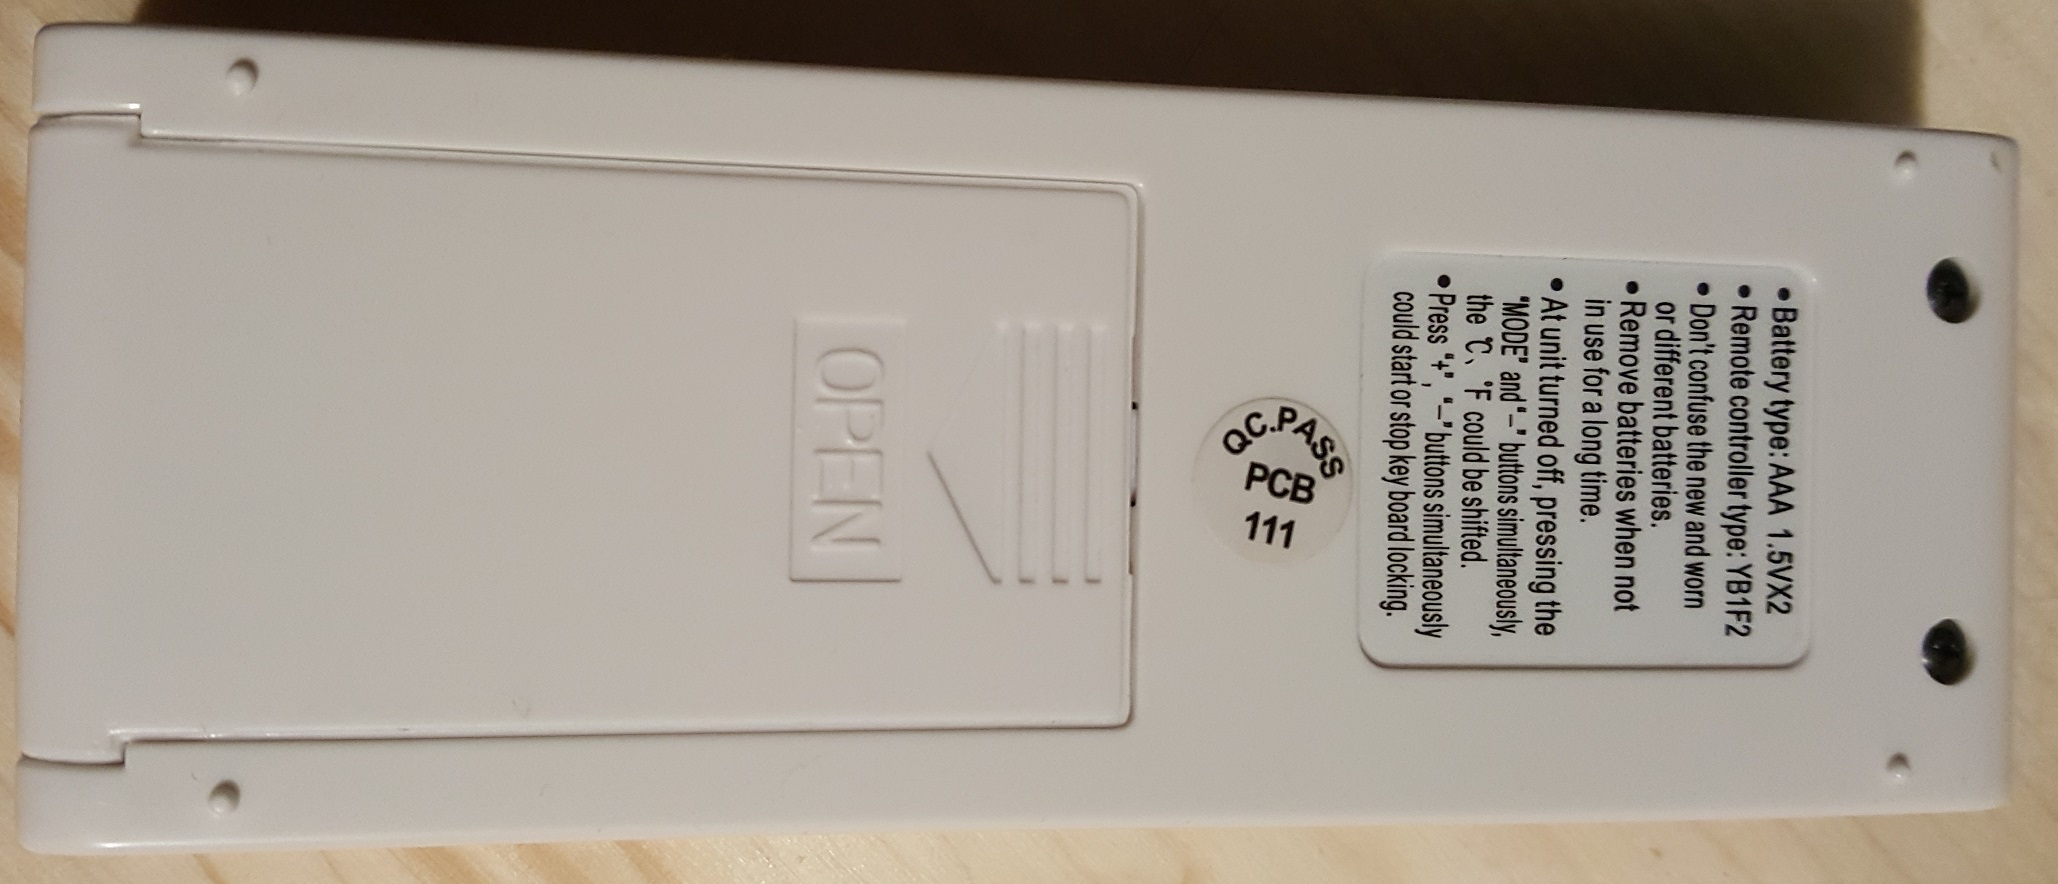 • Battery type: AAA 1.5VX2
• Remote controller type: YB1F2
• Don't confuse the new and worn
or different batteries.
• Remove batteries when not
in use for a long time.
• At unit turned off, pressing the
"MODE" and "–" buttons simultaneously,
the ℃、℉ could be shifted.
• Press "+", "–" buttons simultaneously
could start or stop key board locking.
QC.PASS
PCB
111
OPEN